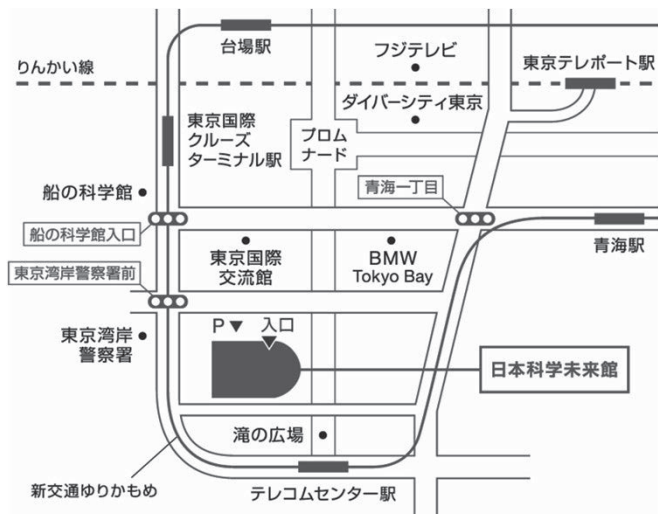 台場駅
フジテレビ
りんかい線
東京テレポート駅
ダイバーシティ東京
東京国際
クルーズ
ターミナル駅
プロム
ナード
船の科学館
青海一丁目
船の科学館入口
青海駅
東京国際
交流館
BMW
Tokyo Bay
東京湾岸警察署前
P▼
入口
東京湾岸
警察署
日本科学未来館
滝の広場
新交通ゆりかもめ
テレコムセンター駅